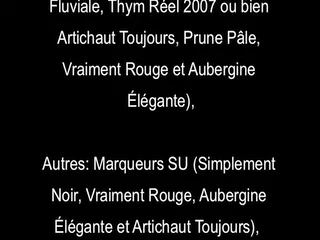 Fluviale, Thym Réel 2007 ou bien
Artichaut Toujours, Prune Pâle,
Vraiment Rouge et Aubergine
Élégante),
Autres: Marqueurs SU (Simplement
Noir, Vraiment Rouge, Aubergine
Élégante et Artichaut Toujours),